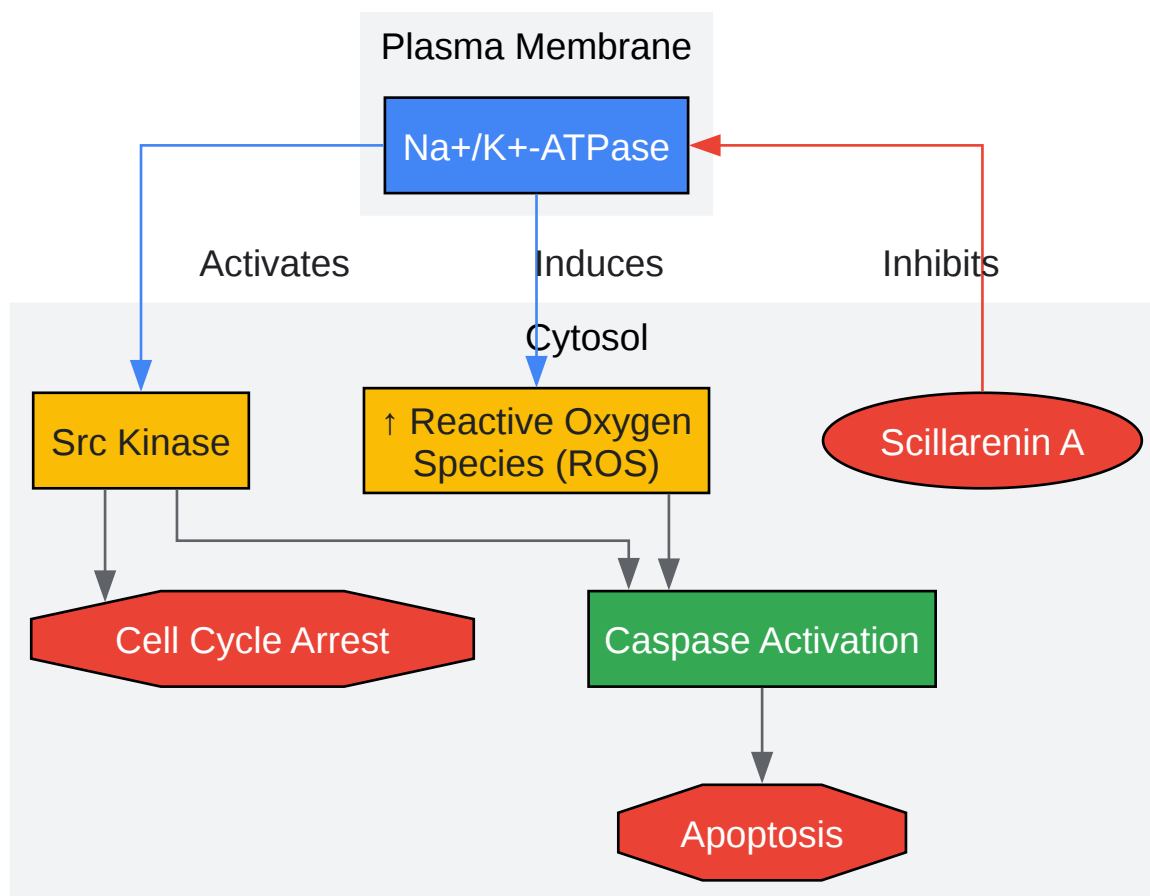 Plasma Membrane
Na+/K+-ATPase
Activates
Induces
Inhibits
Cytosol
Src Kinase
↑ Reactive Oxygen
Species (ROS)
Scillarenin A
Cell Cycle Arrest
Caspase Activation
Apoptosis